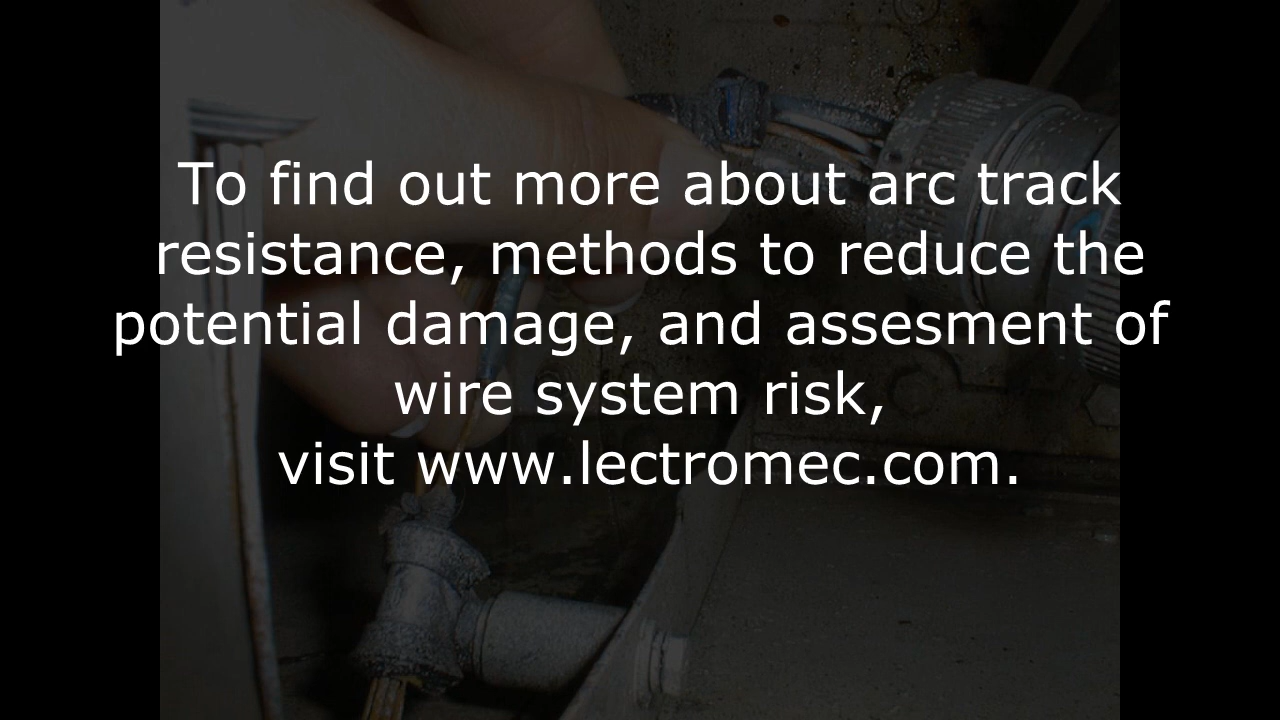 To find out more about arc track
resistance, methods to reduce the
potential damage, and assesment of
wire system risk,
visit www.lectromec.com.